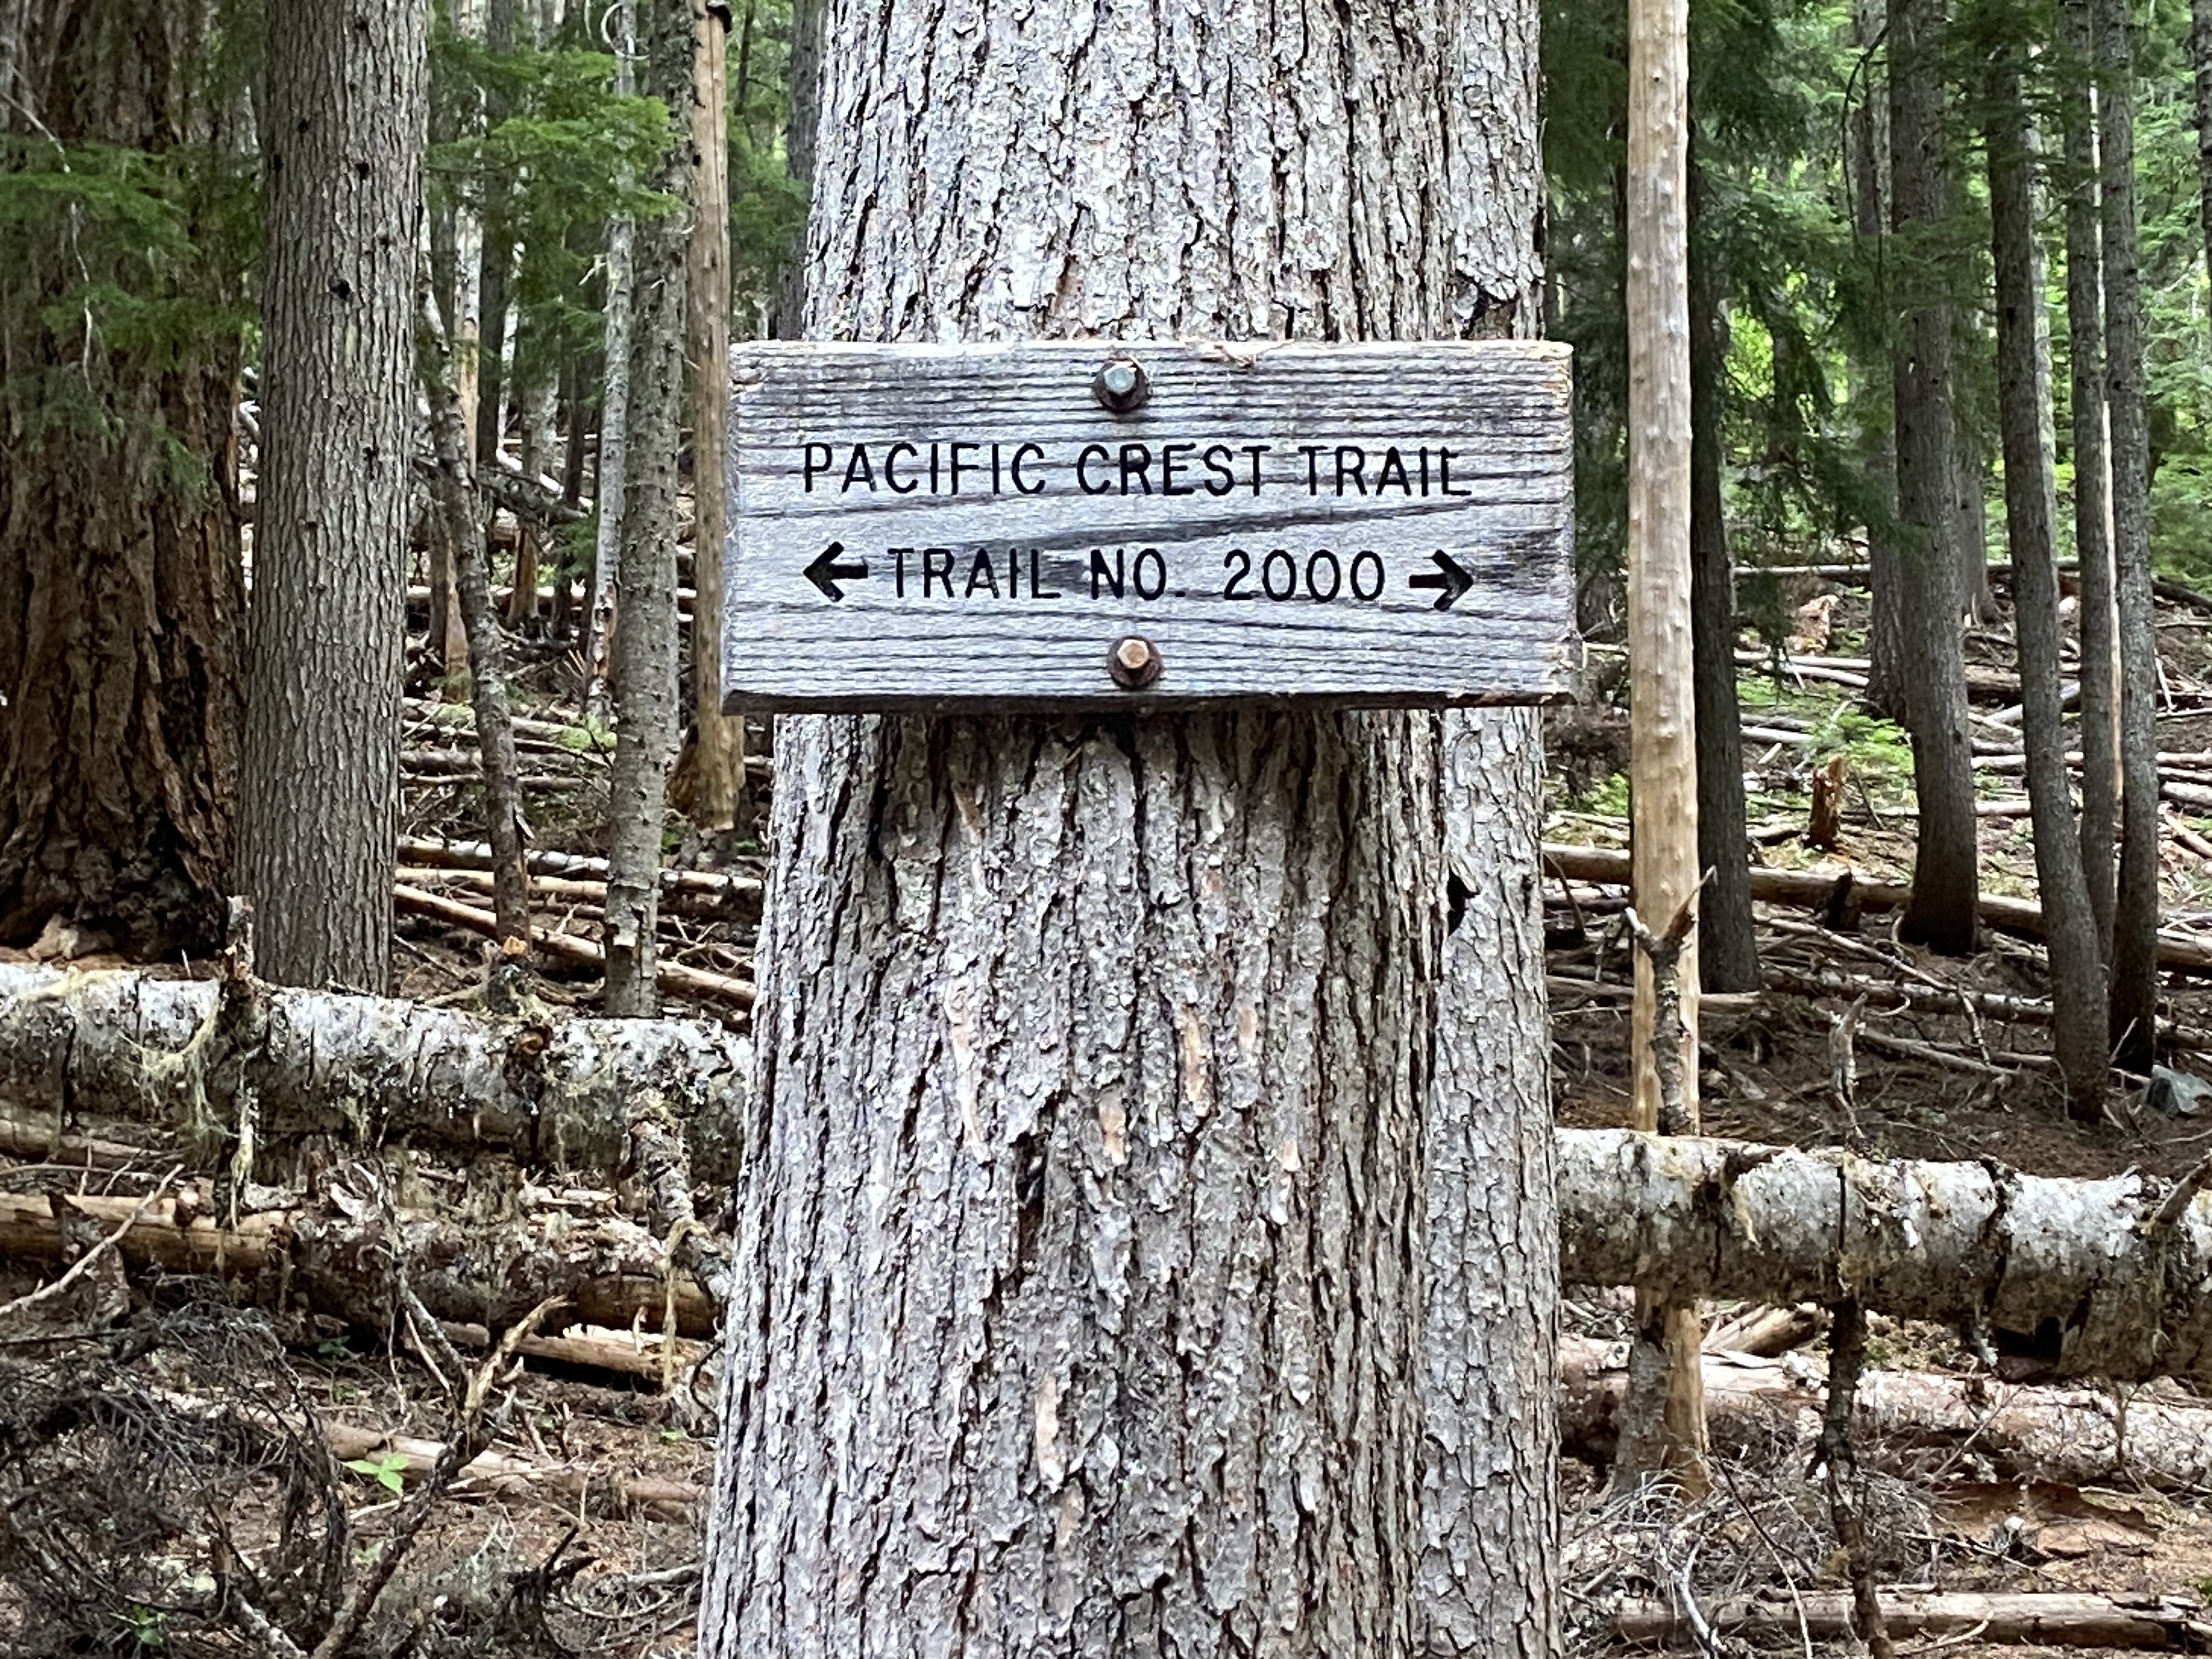 PACIFIC CREST TRAIL
← TRAIL NO. 2000 →